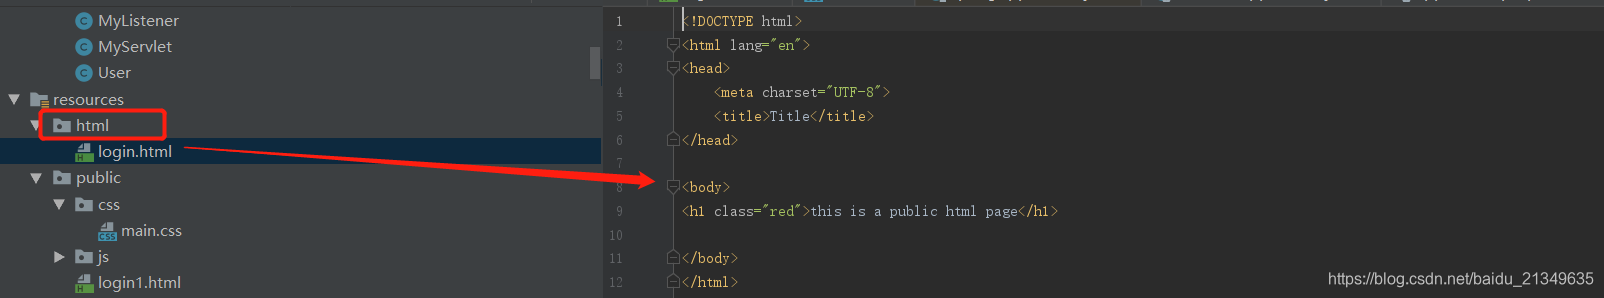 MyListener
MyServlet
User
resources
html
login.html
public
css
main.css
js
login1.html
1 <!DOCTYPE html>
2 <html lang="en">
3 <head>
4 <meta charset="UTF-8">
5 <title>Title</title>
6 </head>
7
8 <body>
9 <h1 class="red">this is a public html page</h1>
10
11 </body>
12 </html>
https://blog.csdn.net/baidu_21349635